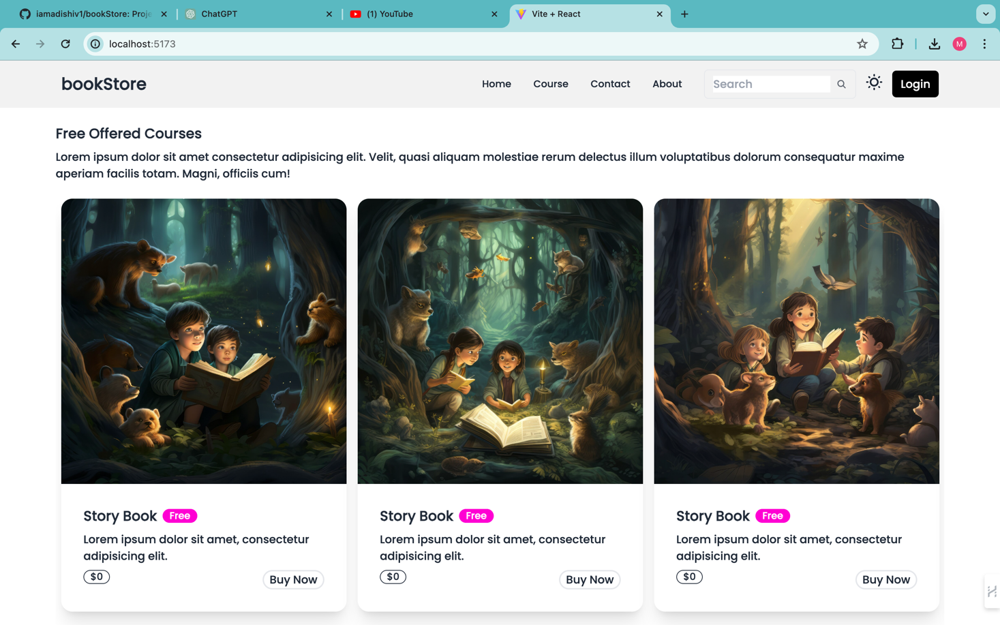 iamadishiv1/bookStore: Proje
ChatGPT
(1) YouTube
Vite + React
localhost:5173
M
bookStore
Home
Course
Contact
About
Search
Login
Free Offered Courses
Lorem ipsum dolor sit amet consectetur adipisicing elit. Velit, quasi aliquam molestiae rerum delectus illum voluptatibus dolorum consequatur maxime
aperiam facilis totam. Magni, officiis cum!
Story Book Free
Lorem ipsum dolor sit amet, consectetur
adipisicing elit.
$0
Buy Now
Story Book Free
Lorem ipsum dolor sit amet, consectetur
adipisicing elit.
$0
Buy Now
Story Book Free
Lorem ipsum dolor sit amet, consectetur
adipisicing elit.
$0
Buy Now